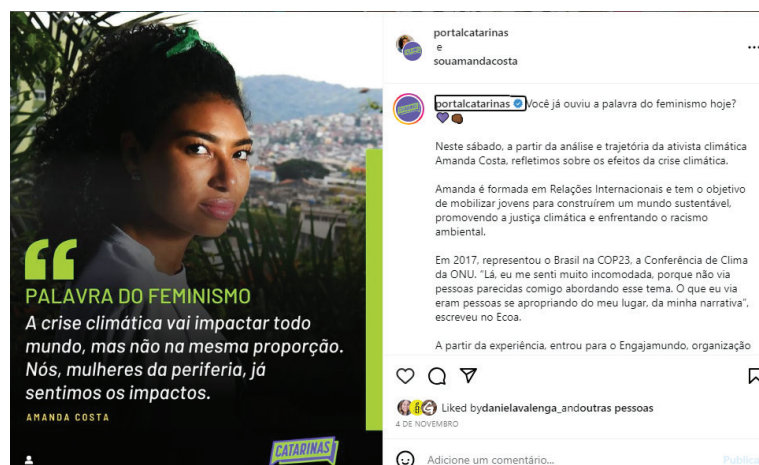 PALAVRA DO FEMINISMO
A crise climática vai impactar todo
mundo, mas não na mesma proporção.
Nós, mulheres da periferia, já
sentimos os impactos.
AMANDA COSTA
CATARINAS
portalcatarinas
e
souamandacosta
portalcatarinas Você já ouviu a palavra do feminismo hoje?
Neste sábado, a partir da análise e trajetória da ativista climática
Amanda Costa, refletimos sobre os efeitos da crise climática.
Amanda é formada em Relações Internacionais e tem o objetivo
de mobilizar jovens para construírem um mundo sustentável,
promovendo a justiça climática e enfrentando o racismo
ambiental.
Em 2017, representou o Brasil na COP23, a Conferência de Clima
da ONU. “Lá, eu me senti muito incomodada, porque não via
pessoas parecidas comigo abordando esse tema. O que eu via
eram pessoas se apropriando do meu lugar, da minha narrativa”,
escreveu no Ecoa.
A partir da experiência, entrou para o Engajamundo, organização
Liked bydanielavalenga_andoutras pessoas
4 DE NOVEMBRO
Adicione um comentário...
Publica